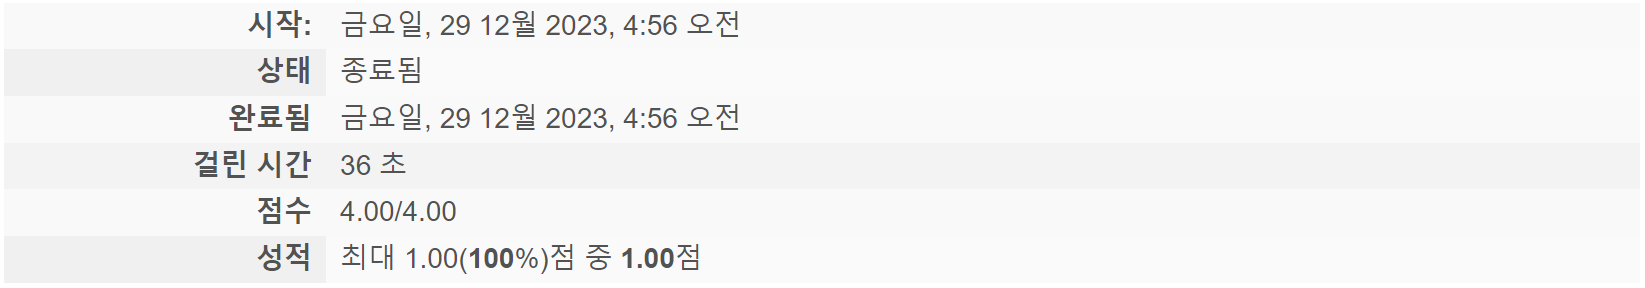 시작: 금요일, 29 12월 2023, 4:56 오전
상태 종료됨
완료됨 금요일, 29 12월 2023, 4:56 오전
걸린 시간 36 초
점수 4.00/4.00
성적 최대 1.00(100%)점 중 1.00점